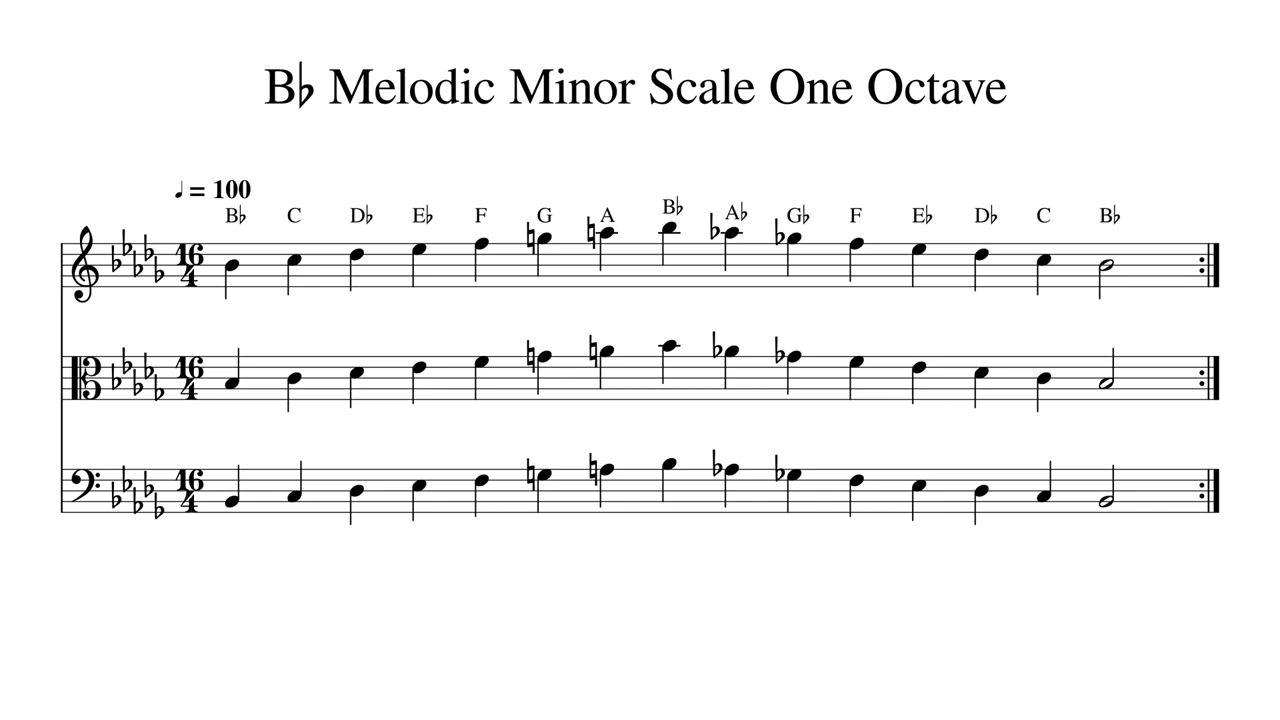 B♭ Melodic Minor Scale One Octave
♩ = 100
B♭ C D♭ E♭ F G A B♭ A♭ G♭ F E♭ D♭ C B♭
16
4
16
4
16
4